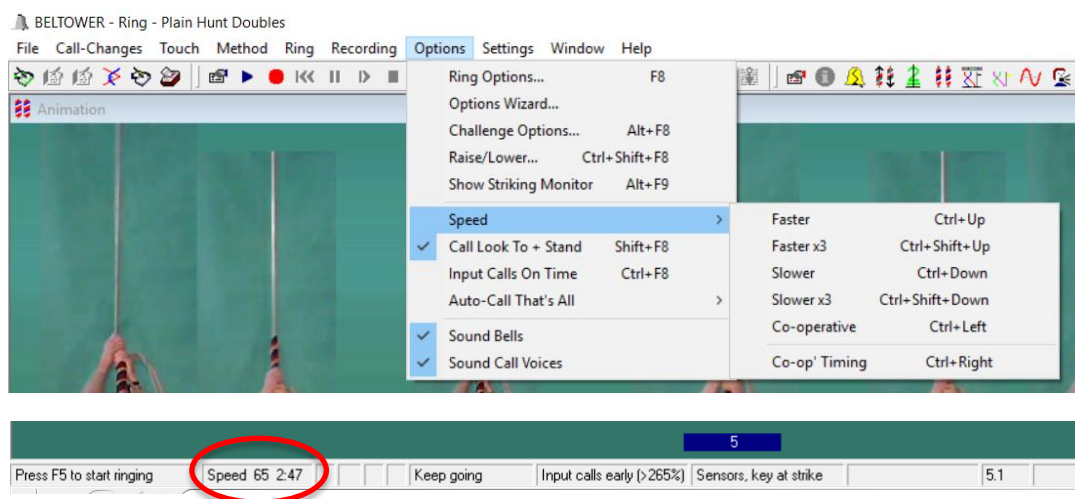 BELTOWER - Ring - Plain Hunt Doubles
File Call-Changes Touch Method Ring Recording Options Settings Window Help
Animation
Ring Options... F8
Options Wizard...
Challenge Options... Alt+F8
Raise/Lower... Ctrl+Shift+F8
Show Striking Monitor Alt+F9
Speed >
Call Look To + Stand Shift+F8
Input Calls On Time Ctrl+F8
Auto-Call That's All >
Sound Bells
Sound Call Voices
Faster Ctrl+Up
Faster x3 Ctrl+Shift+Up
Slower Ctrl+Down
Slower x3 Ctrl+Shift+Down
Co-operative Ctrl+Left
Co-op' Timing Ctrl+Right
5
Press F5 to start ringing Speed 65 2:47 Keep going Input calls early (>265%) Sensors, key at strike 5.1